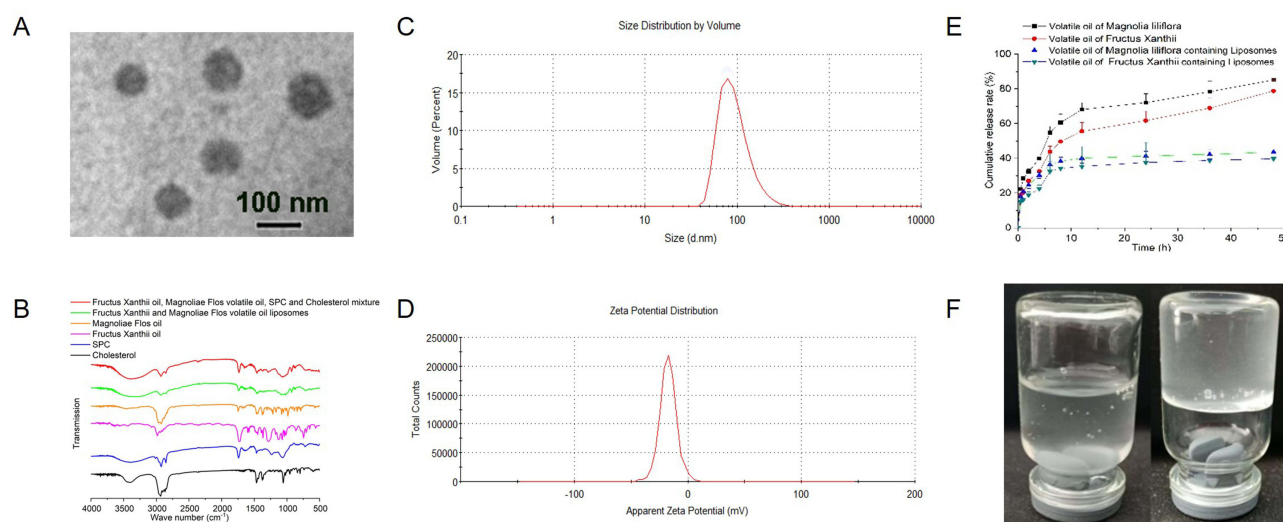 A
100 nm
B
Fructus Xanthii oil, Magnoliae Flos volatile oil, SPC and Cholesterol mixture
Fructus Xanthii and Magnoliae Flos volatile oil liposomes
Magnoliae Flos oil
Fructus Xanthii oil
SPC
Cholesterol
Transmission
4000 3500 3000 2500 2000 1500 1000 500
Wave number (cm⁻¹)
C
Size Distribution by Volume
Volume (Percent)
20
15
10
5
0
0.1 1 10 100 1000 10000
Size (d.nm)
D
Zeta Potential Distribution
Total Counts
250000
200000
150000
100000
50000
0
-100 0 100 200
Apparent Zeta Potential (mV)
E
Volatile oil of Magnolia liliflora
Volatile oil of Fructus Xanthii
Volatile oil of Magnolia liliflora containing Liposomes
Volatile oil of Fructus Xanthii containing Liposomes
Cumulative release rate (%)
100
80
60
40
20
0
0 10 20 30 40 50
Time (h)
F